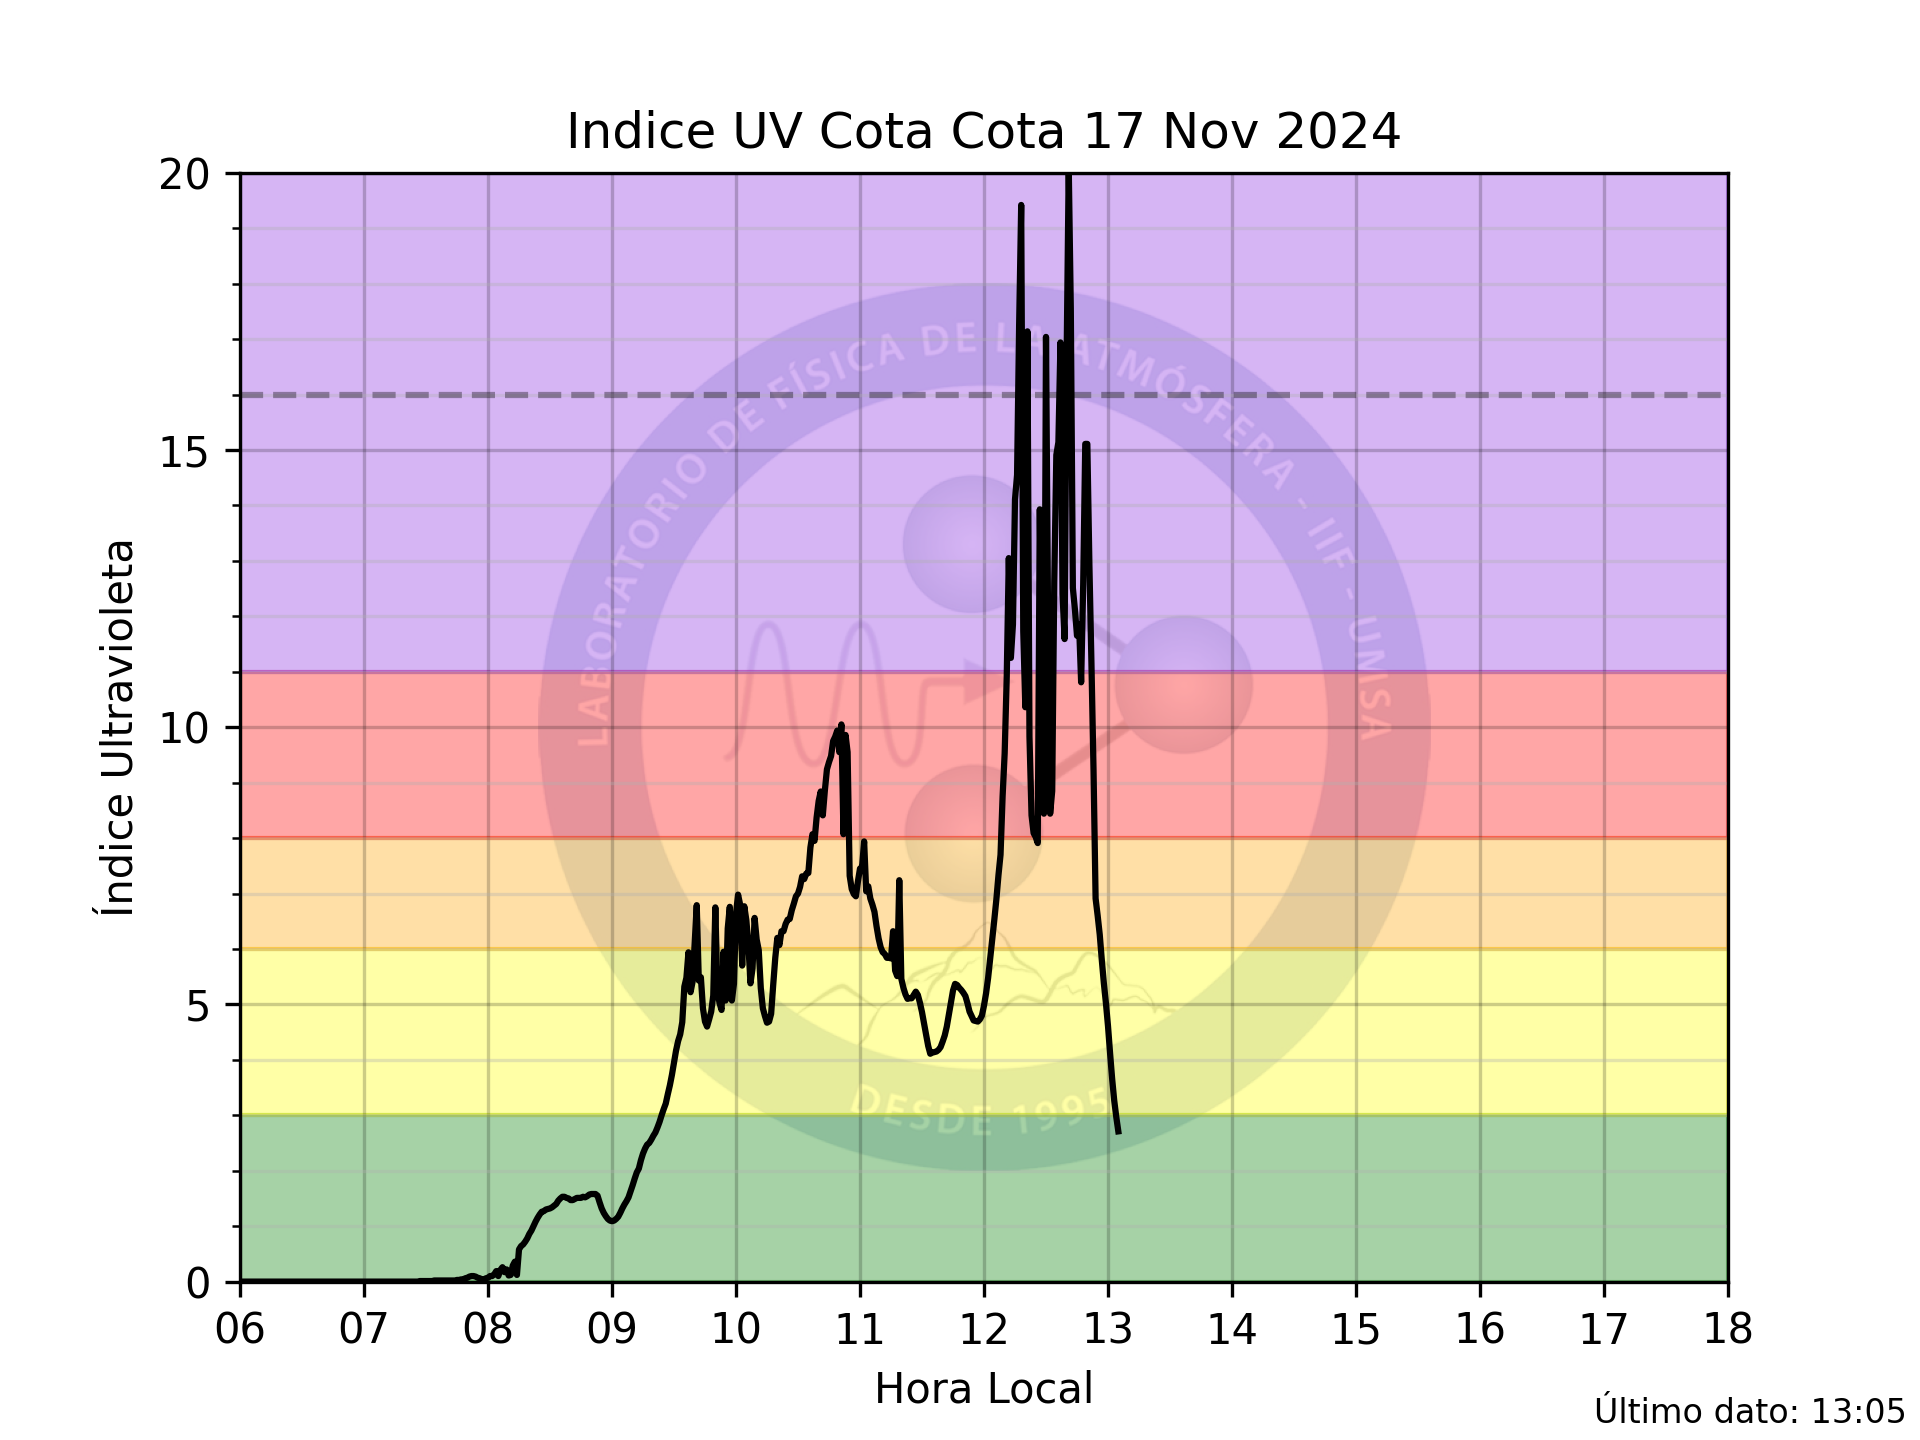 Indice UV Cota Cota 17 Nov 2024
20
15
10
5
0
Índice Ultravioleta
LABORATORIO DE FÍSICA DE LA ATMÓSFERA - IIF - UMSA
DESDE 1995
06 07 08 09 10 11 12 13 14 15 16 17 18
Hora Local
Último dato: 13:05